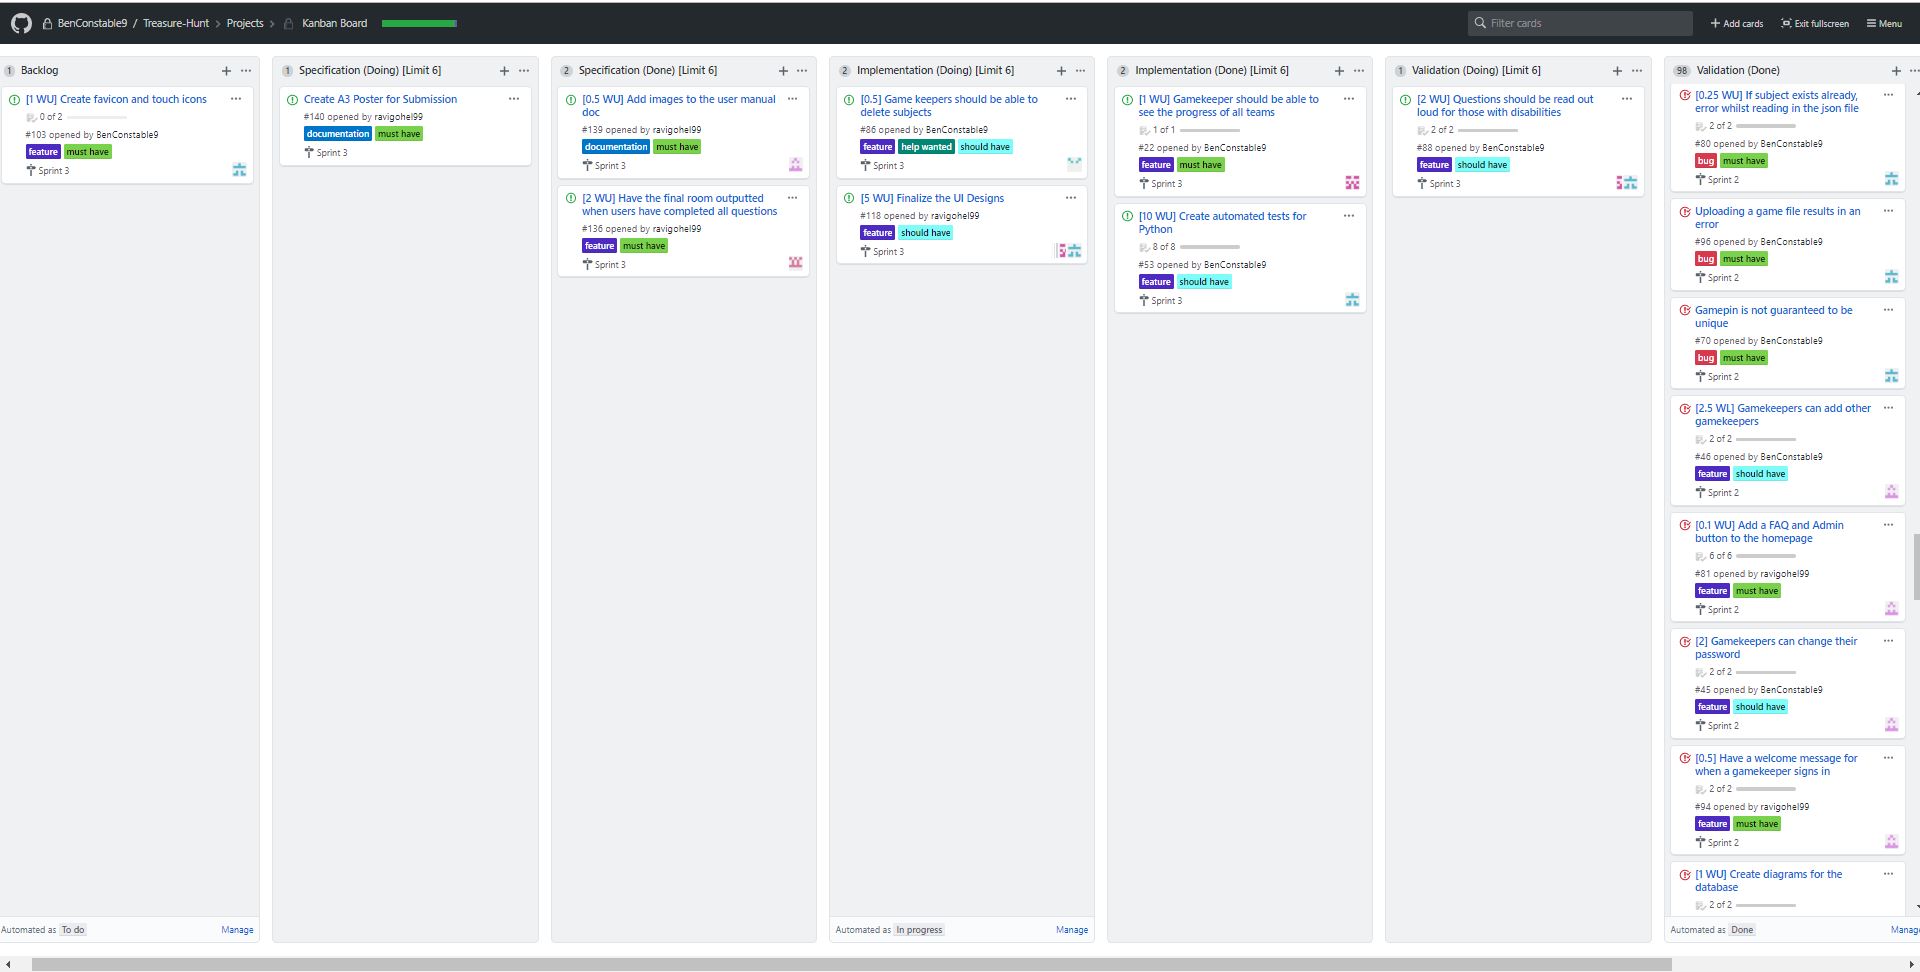 BenConstable9 / Treasure-Hunt Projects Kanban Board
Filter cards
Add cards Exit fullscreen Menu
1 Backlog
[1 WU] Create favicon and touch icons
0 of 2
#103 opened by BenConstable9
feature must have
Sprint 3
Automated as To do Manage
1 Specification (Doing) [Limit 6]
Create A3 Poster for Submission
#140 opened by ravigohel99
documentation must have
Sprint 3
2 Specification (Done) [Limit 6]
[0.5 WU] Add images to the user manual
doc
#139 opened by ravigohel99
documentation must have
Sprint 3
[2 WU] Have the final room outputted
when users have completed all questions
#136 opened by ravigohel99
feature must have
Sprint 3
2 Implementation (Doing) [Limit 6]
[0.5] Game keepers should be able to
delete subjects
#86 opened by BenConstable9
feature help wanted should have
Sprint 3
[5 WU] Finalize the UI Designs
#118 opened by ravigohel99
feature should have
Sprint 3
Automated as In progress Manage
2 Implementation (Done) [Limit 6]
[1 WU] Gamekeeper should be able to
see the progress of all teams
1 of 1
#22 opened by BenConstable9
feature must have
Sprint 3
[10 WU] Create automated tests for
Python
8 of 8
#53 opened by BenConstable9
feature should have
Sprint 3
1 Validation (Doing) [Limit 6]
[2 WU] Questions should be read out
loud for those with disabilities
2 of 2
#88 opened by BenConstable9
feature should have
Sprint 3
98 Validation (Done)
[0.25 WU] If subject exists already,
error whilst reading in the json file
2 of 2
#80 opened by BenConstable9
bug must have
Sprint 2
Uploading a game file results in an
error
#96 opened by BenConstable9
bug must have
Sprint 2
Gamepin is not guaranteed to be
unique
#70 opened by BenConstable9
bug must have
Sprint 2
[2.5 WL] Gamekeepers can add other
gamekeepers
2 of 2
#46 opened by BenConstable9
feature should have
Sprint 2
[0.1 WU] Add a FAQ and Admin
button to the homepage
6 of 6
#81 opened by ravigohel99
feature must have
Sprint 2
[2] Gamekeepers can change their
password
2 of 2
#45 opened by BenConstable9
feature should have
Sprint 2
[0.5] Have a welcome message for
when a gamekeeper signs in
2 of 2
#94 opened by ravigohel99
feature must have
Sprint 2
[1 WU] Create diagrams for the
database
2 of 2
Automated as Done Manage